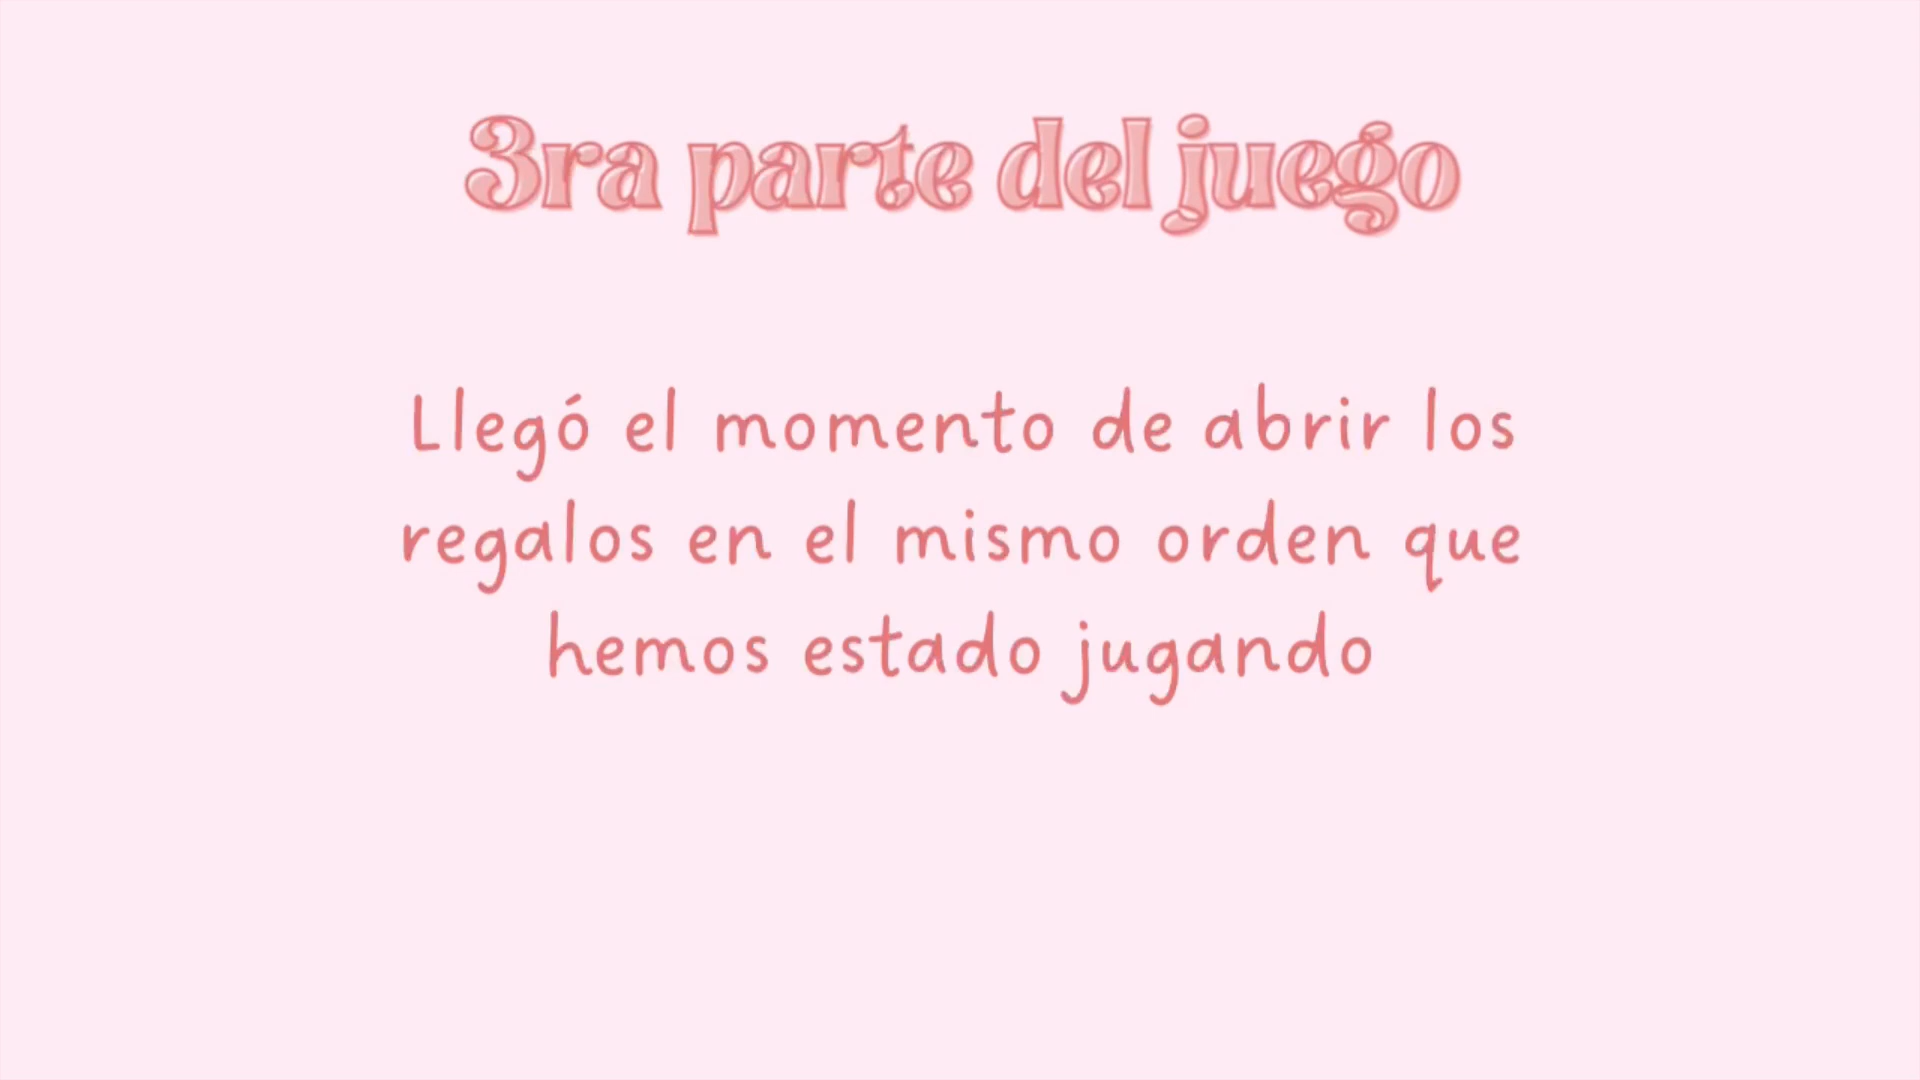 3ra parte del juego
Llegó el momento de abrir los
regalos en el mismo orden que
hemos estado jugando